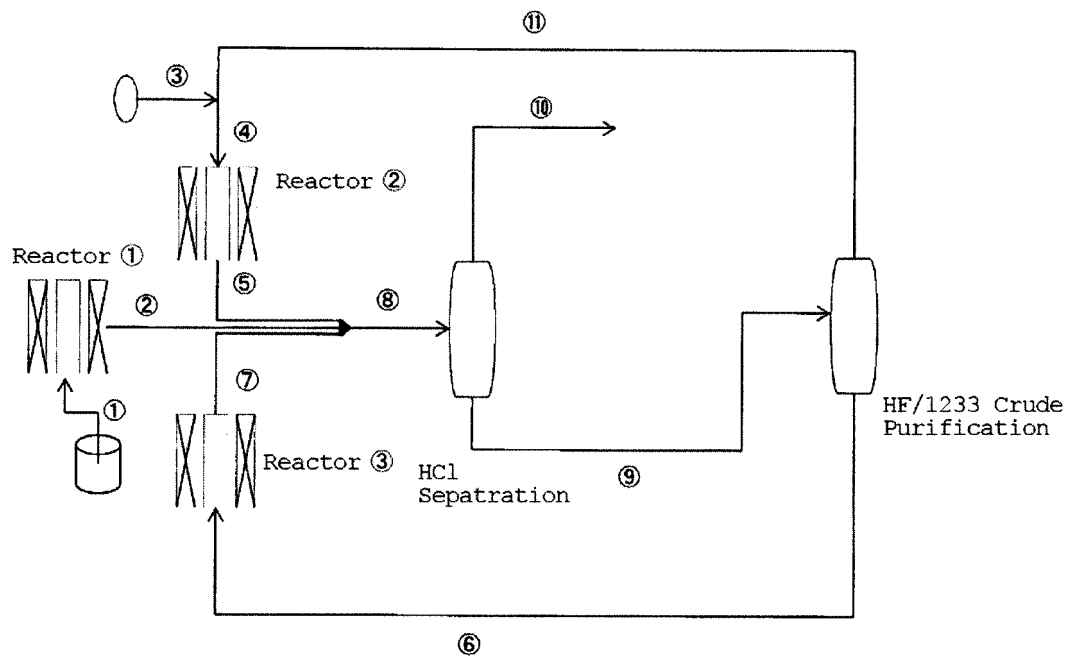 ⑪
③
⑩
④
Reactor ②
Reactor ①
⑤
②
⑧
⑦
①
HF/1233 Crude
Purification
Reactor ③
HCl
Sepatration
⑨
⑥